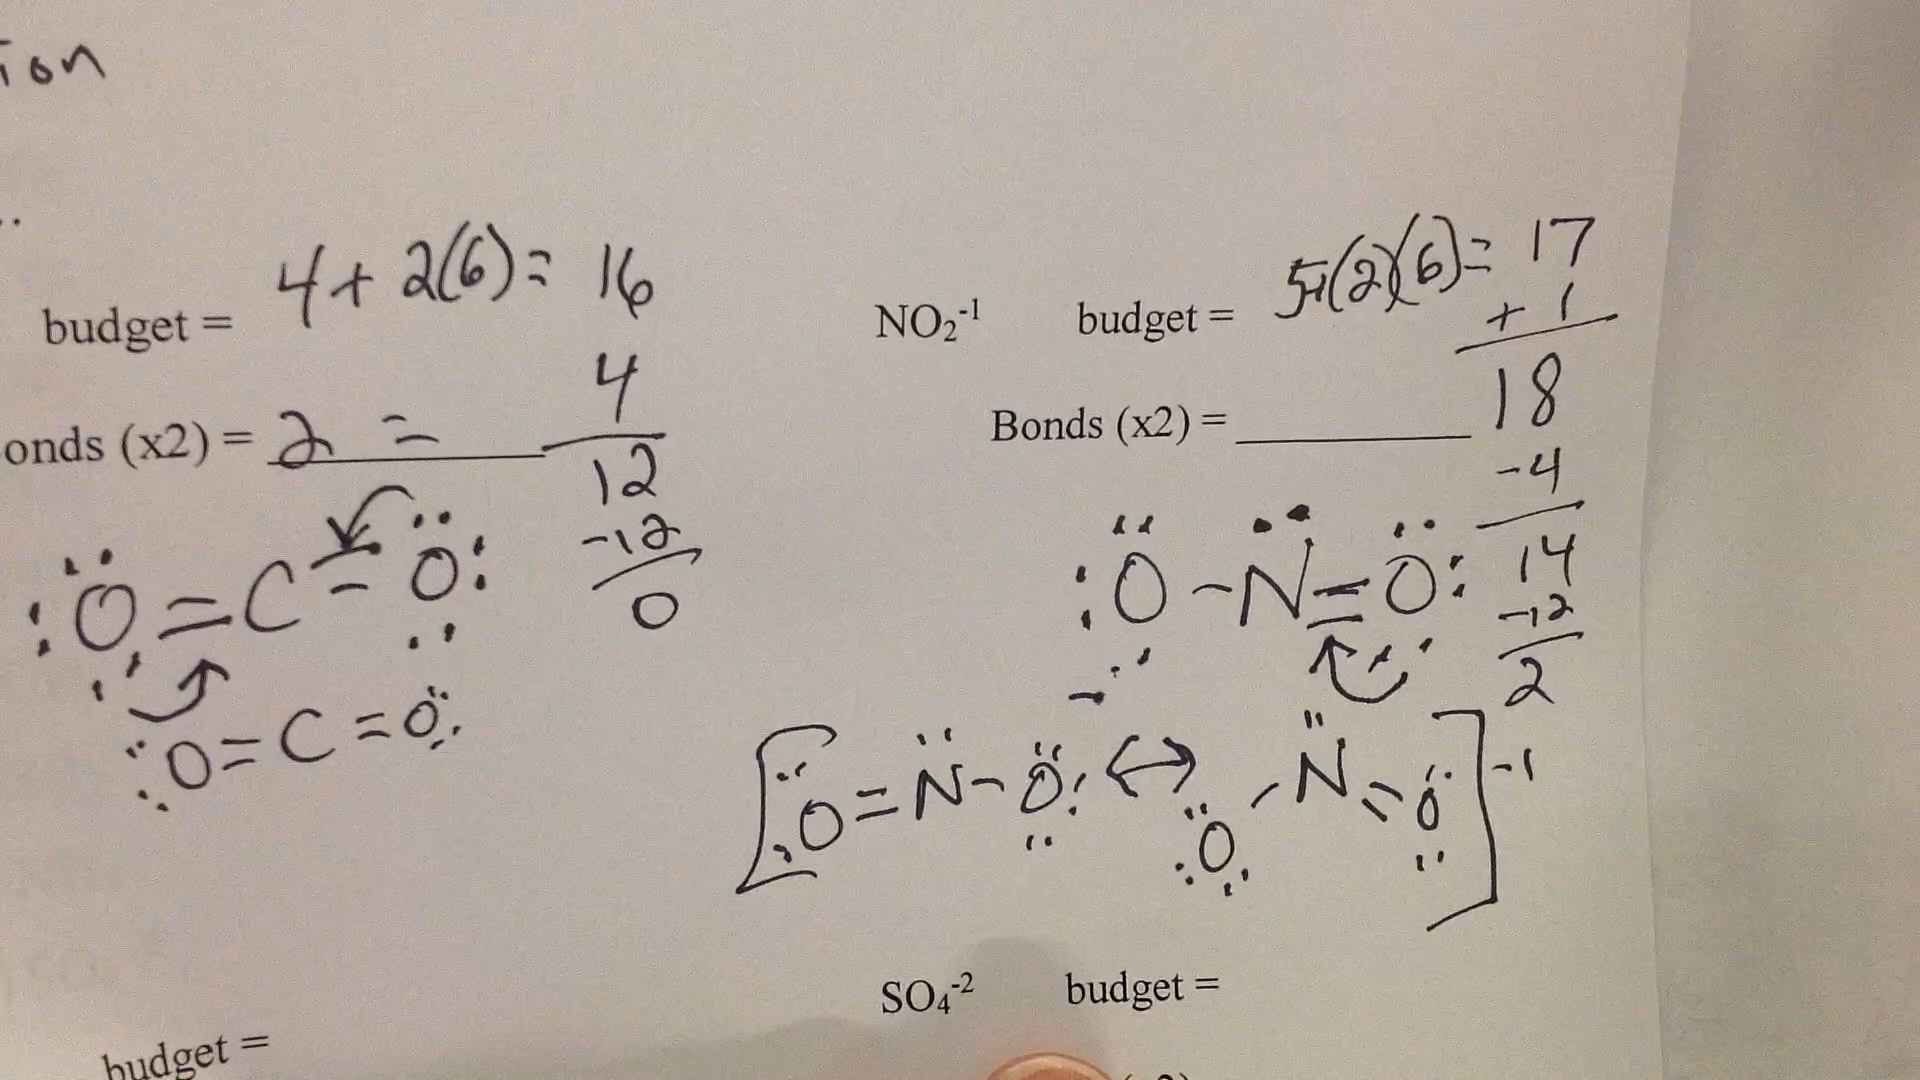 ion
budget = 4 + 2(6) = 16
onds (x2) = 2 = 4
12
-12
0
O = C = O
O = C = O
NO₂⁻¹ budget = 5+(2)(6) = 17
+ 1
18
Bonds (x2) =
-4
14
-12
2
O - N = O
[O = N - O ↔ O - N = O]⁻¹
SO₄⁻² budget =
budget =